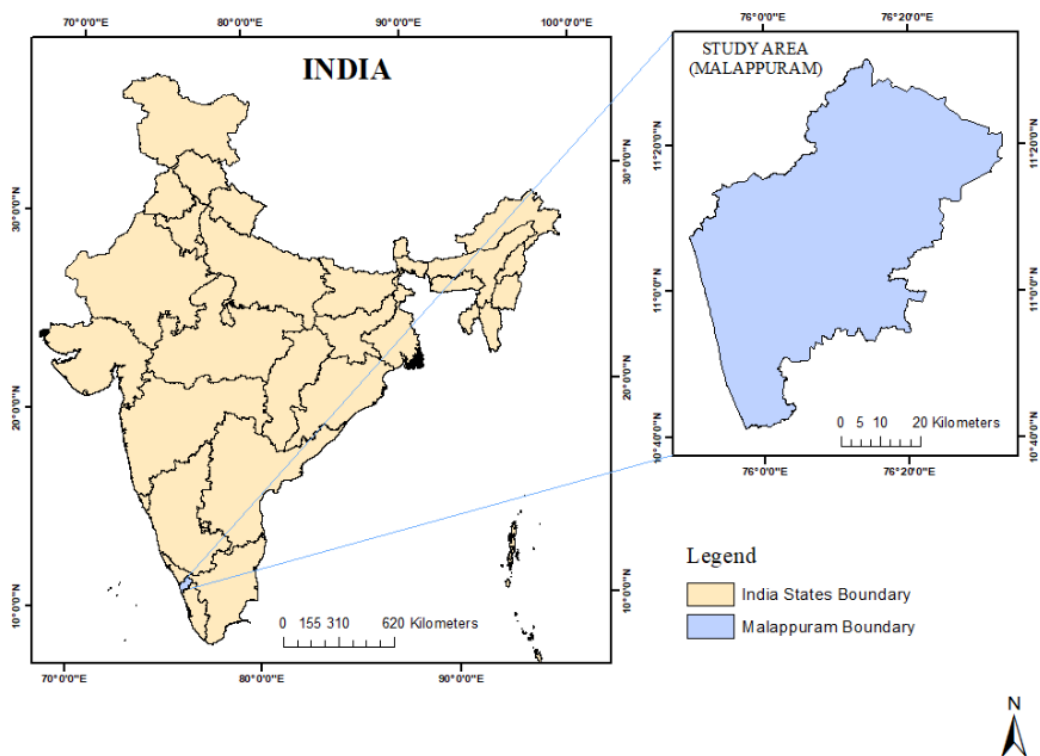 70°0'0"E 80°0'0"E 90°0'0"E 100°0'0"E
INDIA
30°0'0"N
20°0'0"N
10°0'0"N
30°0'0"N
20°0'0"N
10°0'0"N
0 155 310 620 Kilometers
70°0'0"E 80°0'0"E 90°0'0"E
76°0'0"E 76°20'0"E
STUDY AREA
(MALAPPURAM)
11°20'0"N
11°0'0"N
10°40'0"N
11°20'0"N
11°0'0"N
10°40'0"N
0 5 10 20 Kilometers
76°0'0"E 76°20'0"E
Legend
India States Boundary
Malappuram Boundary
N